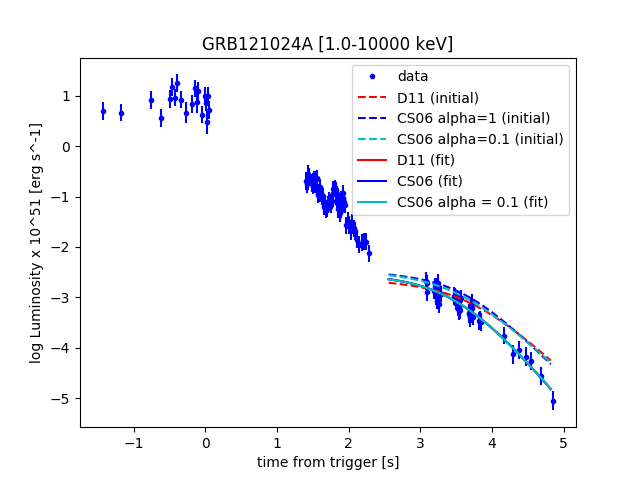 GRB121024A [1.0-10000 keV]
data
D11 (initial)
CS06 alpha=1 (initial)
CS06 alpha=0.1 (initial)
D11 (fit)
CS06 (fit)
CS06 alpha = 0.1 (fit)
log Luminosity x 10^51 [erg s^-1]
1
0
−1
−2
−3
−4
−5
−1
0
1
2
3
4
5
time from trigger [s]